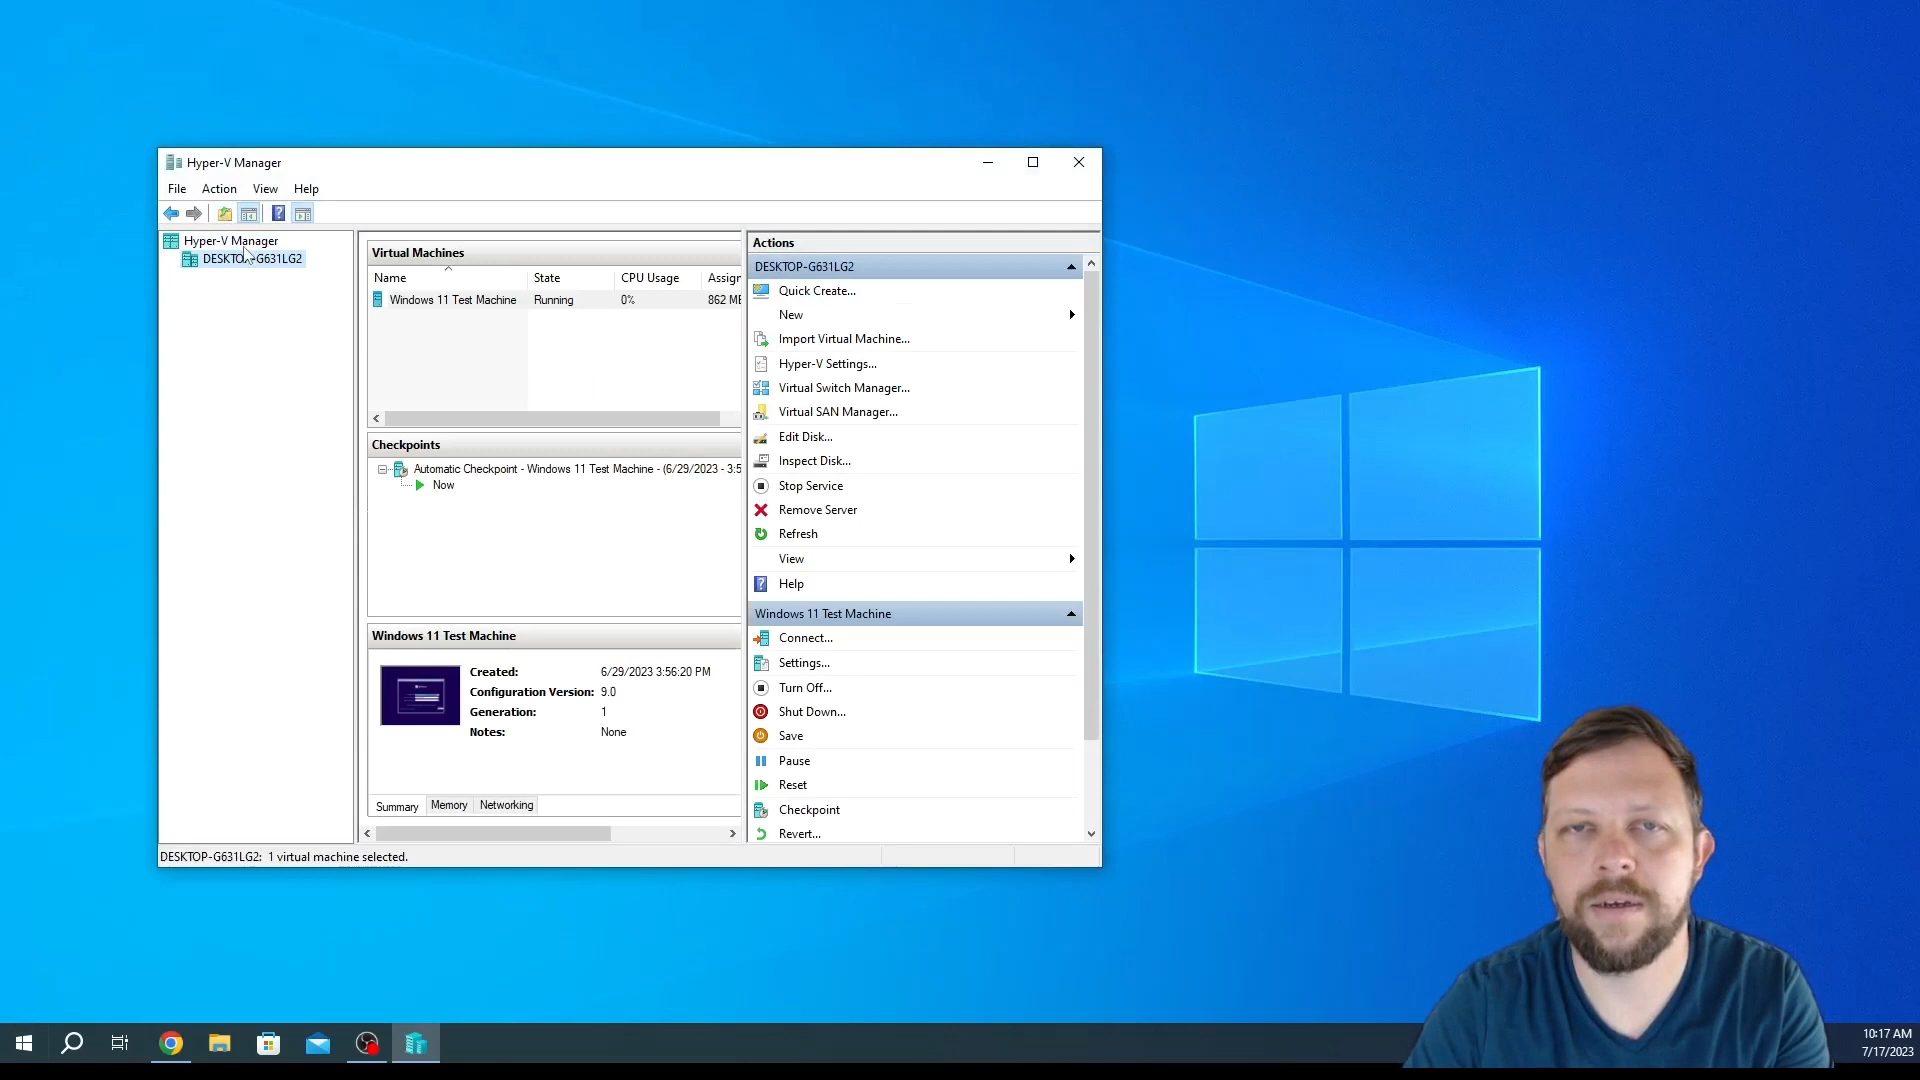 Hyper-V Manager
File Action View Help
Hyper-V Manager
DESKTOP-G631LG2
Virtual Machines
Name State CPU Usage Assign
Windows 11 Test Machine Running 0% 862 ME
Checkpoints
Automatic Checkpoint - Windows 11 Test Machine - (6/29/2023 - 3:5
Now
Windows 11 Test Machine
Created: 6/29/2023 3:56:20 PM
Configuration Version: 9.0
Generation: 1
Notes: None
Summary Memory Networking
Actions
DESKTOP-G631LG2
Quick Create...
New
Import Virtual Machine...
Hyper-V Settings...
Virtual Switch Manager...
Virtual SAN Manager...
Edit Disk...
Inspect Disk...
Stop Service
Remove Server
Refresh
View
Help
Windows 11 Test Machine
Connect...
Settings...
Turn Off...
Shut Down...
Save
Pause
Reset
Checkpoint
Revert...
DESKTOP-G631LG2: 1 virtual machine selected.
10:17 AM
7/17/2023